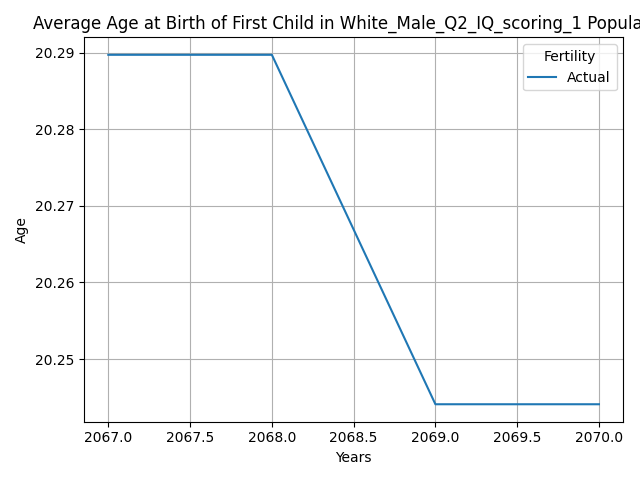 Average Age at Birth of First Child in White_Male_Q2_IQ_scoring_1 Popula
20.29
20.28
20.27
20.26
20.25
Age
Fertility
Actual
2067.0 2067.5 2068.0 2068.5 2069.0 2069.5 2070.0
Years